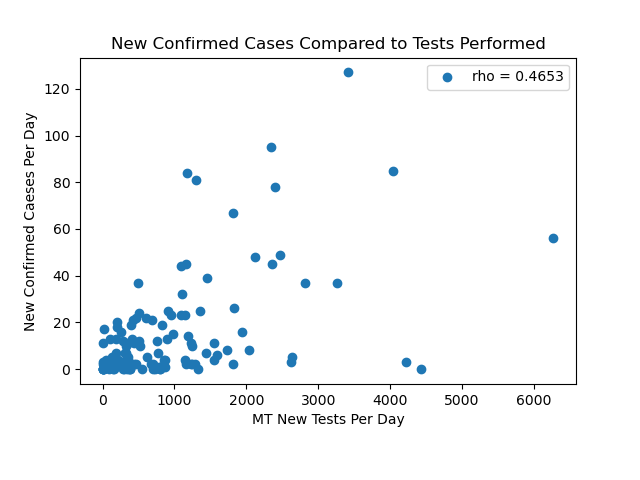 New Confirmed Cases Compared to Tests Performed
rho = 0.4653
New Confirmed Caeses Per Day
120
100
80
60
40
20
0
0 1000 2000 3000 4000 5000 6000
MT New Tests Per Day